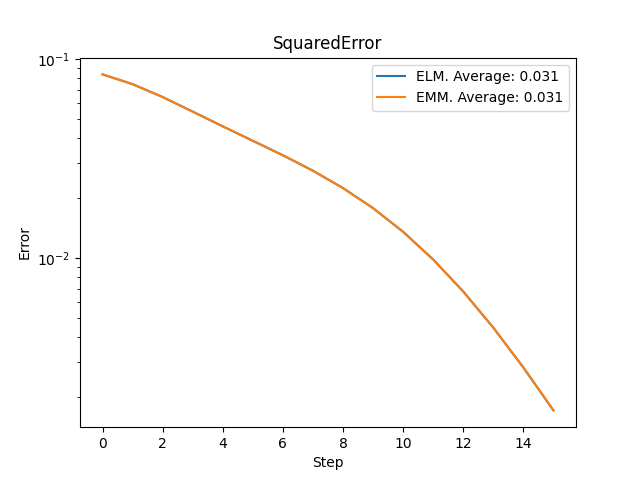 SquaredError
10⁻¹
10⁻²
Error
ELM. Average: 0.031
EMM. Average: 0.031
0 2 4 6 8 10 12 14
Step